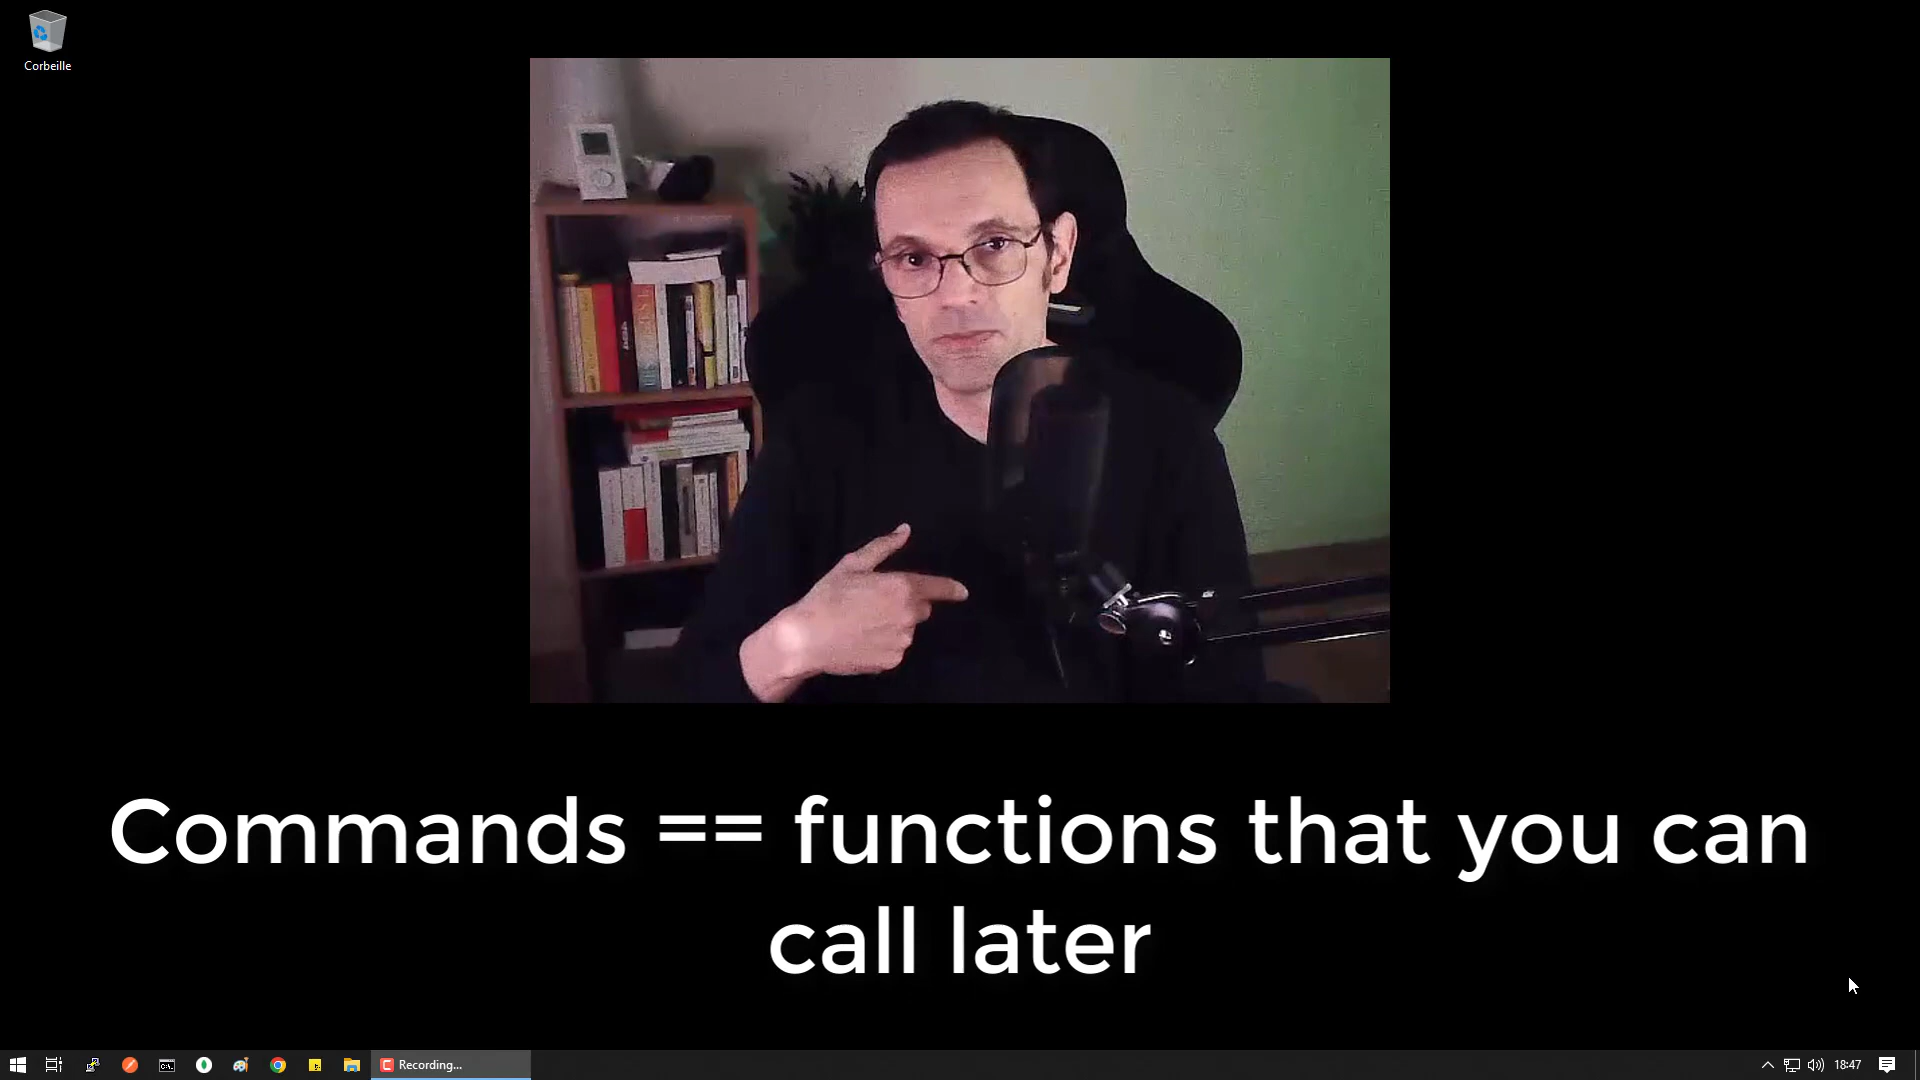 Corbeille
Commands == functions that you can
call later
Recording...
18:47